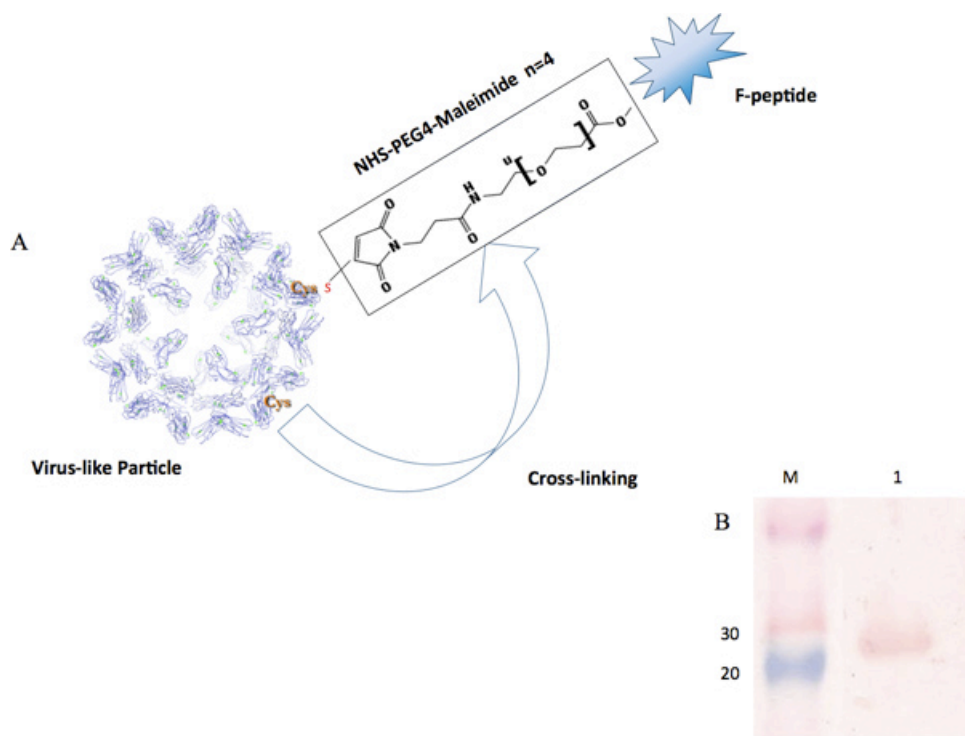 NHS-PEG4-Maleimide n=4
F-peptide
A
O
O
n
O
H
N
O
N
O
O
Cys S
Cys
Virus-like Particle
Cross-linking
M 1
B
30
20